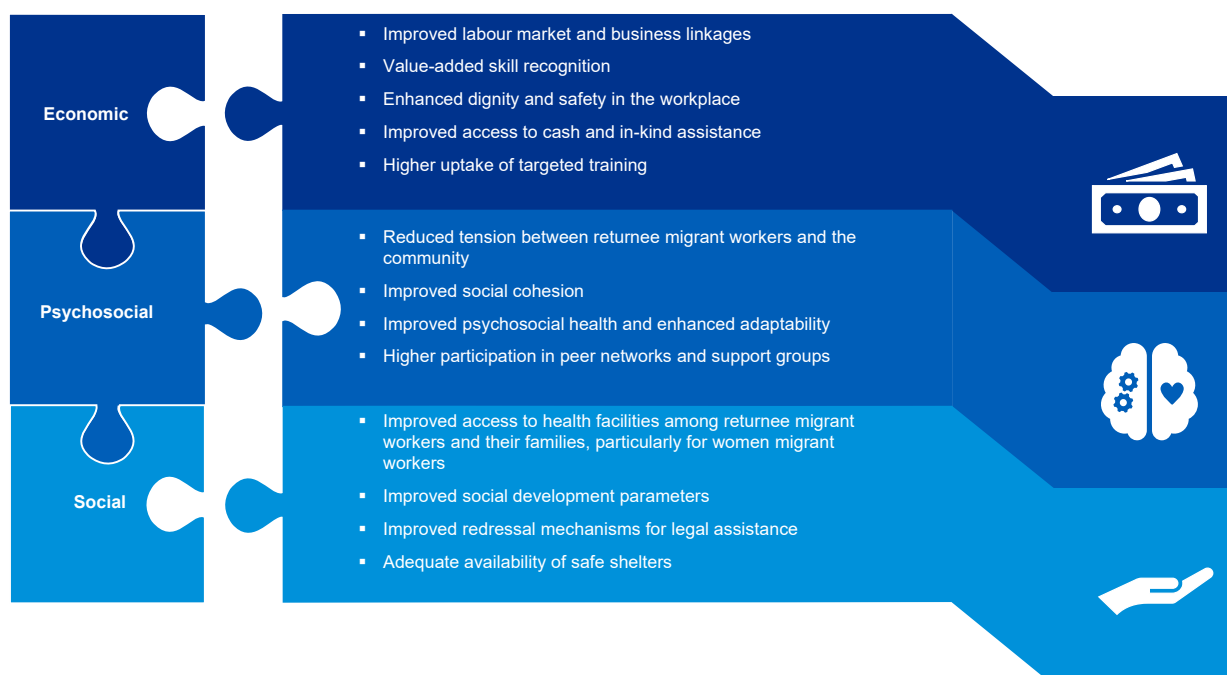 Economic
▪ Improved labour market and business linkages
▪ Value-added skill recognition
▪ Enhanced dignity and safety in the workplace
▪ Improved access to cash and in-kind assistance
▪ Higher uptake of targeted training
Psychosocial
▪ Reduced tension between returnee migrant workers and the
community
▪ Improved social cohesion
▪ Improved psychosocial health and enhanced adaptability
▪ Higher participation in peer networks and support groups
Social
▪ Improved access to health facilities among returnee migrant
workers and their families, particularly for women migrant
workers
▪ Improved social development parameters
▪ Improved redressal mechanisms for legal assistance
▪ Adequate availability of safe shelters